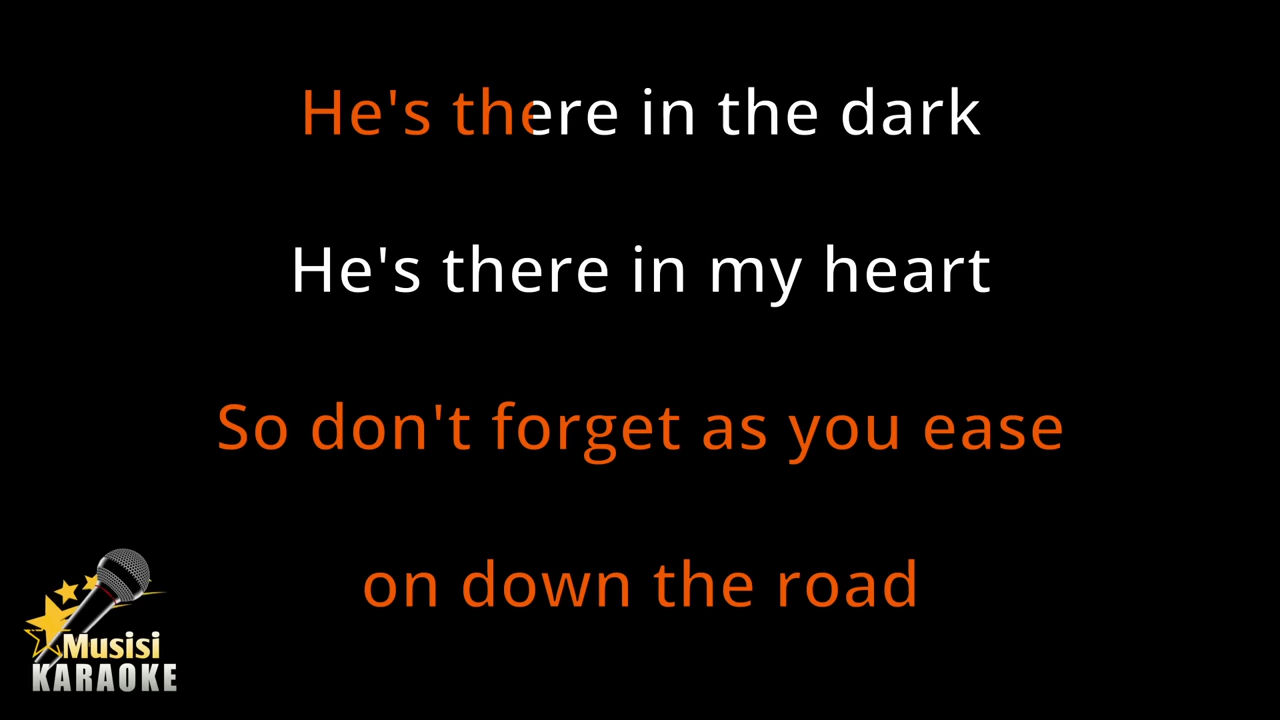 He's there in the dark
He's there in my heart
So don't forget as you ease
on down the road
Musisi
KARAOKE